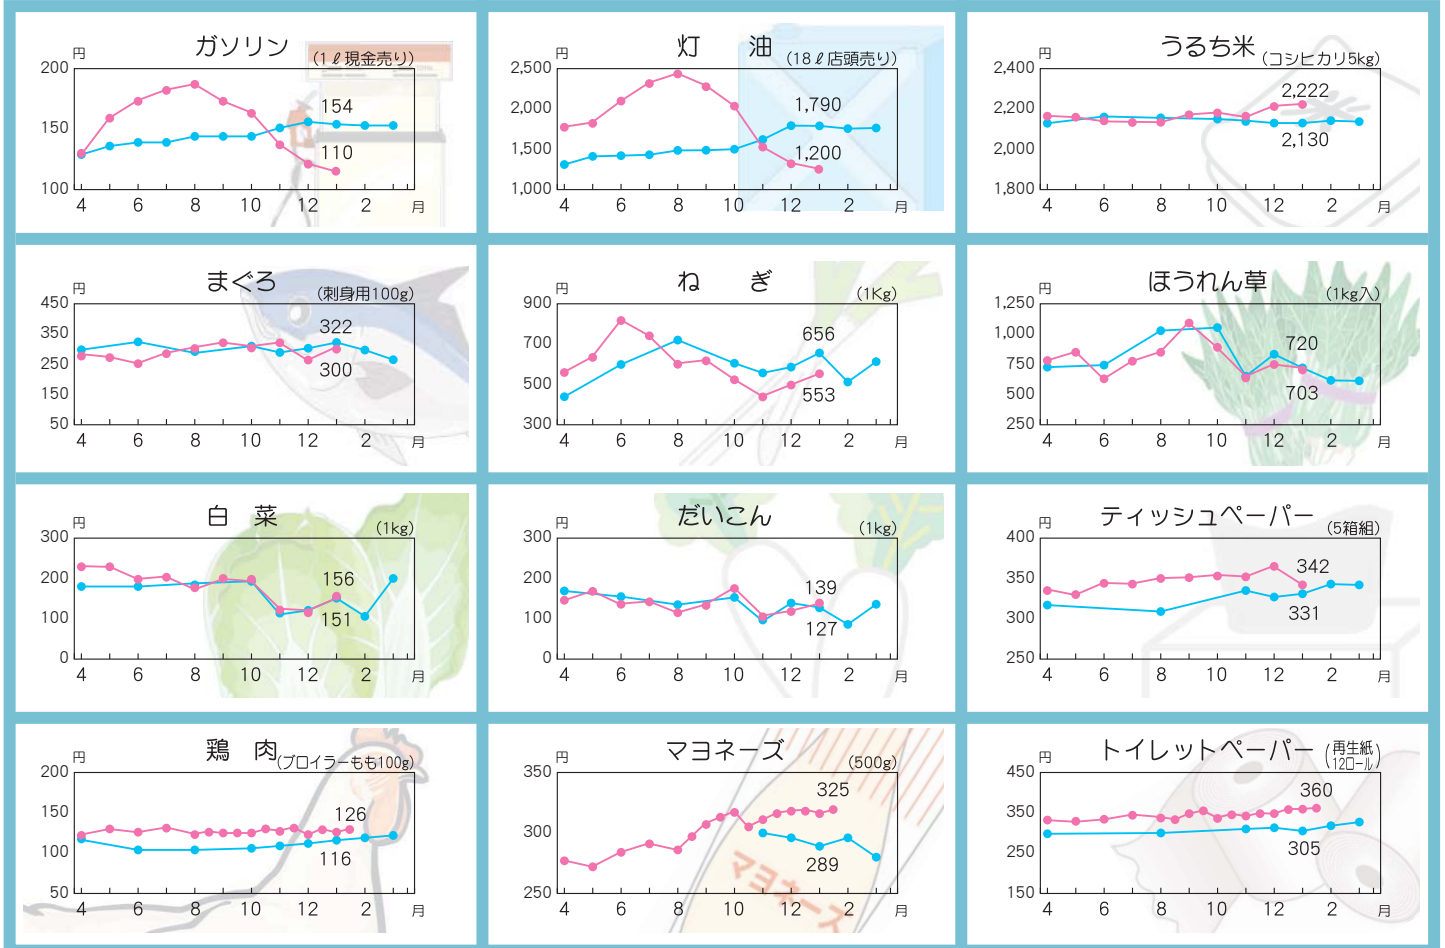 ガソリン
円
(1ℓ現金売り)
200
150
100
154
110
4 6 8 10 12 2 月
灯 油
円
(18ℓ店頭売り)
2,500
2,000
1,500
1,000
1,790
1,200
4 6 8 10 12 2 月
うるち米
円
(コシヒカリ5kg)
2,400
2,200
2,000
1,800
2,222
2,130
4 6 8 10 12 2 月
まぐろ
円
(刺身用100g)
450
350
250
150
50
322
300
4 6 8 10 12 2 月
ね ぎ
円
(1Kg)
900
700
500
300
656
553
4 6 8 10 12 2 月
ほうれん草
円
(1kg入)
1,250
1,000
750
500
250
720
703
4 6 8 10 12 2 月
白 菜
円
(1kg)
300
200
100
0
156
151
4 6 8 10 12 2 月
だいこん
円
(1kg)
300
200
100
0
139
127
4 6 8 10 12 2 月
ティッシュペーパー
円
(5箱組)
400
350
300
250
342
331
4 6 8 10 12 2 月
鶏 肉
円
(ブロイラーもも100g)
200
150
100
50
126
116
4 6 8 10 12 2 月
マヨネーズ
円
(500g)
350
300
250
325
289
マヨネーズ
4 6 8 10 12 2 月
トイレットペーパー
円
(再生紙
12ロール)
450
350
250
150
360
305
4 6 8 10 12 2 月